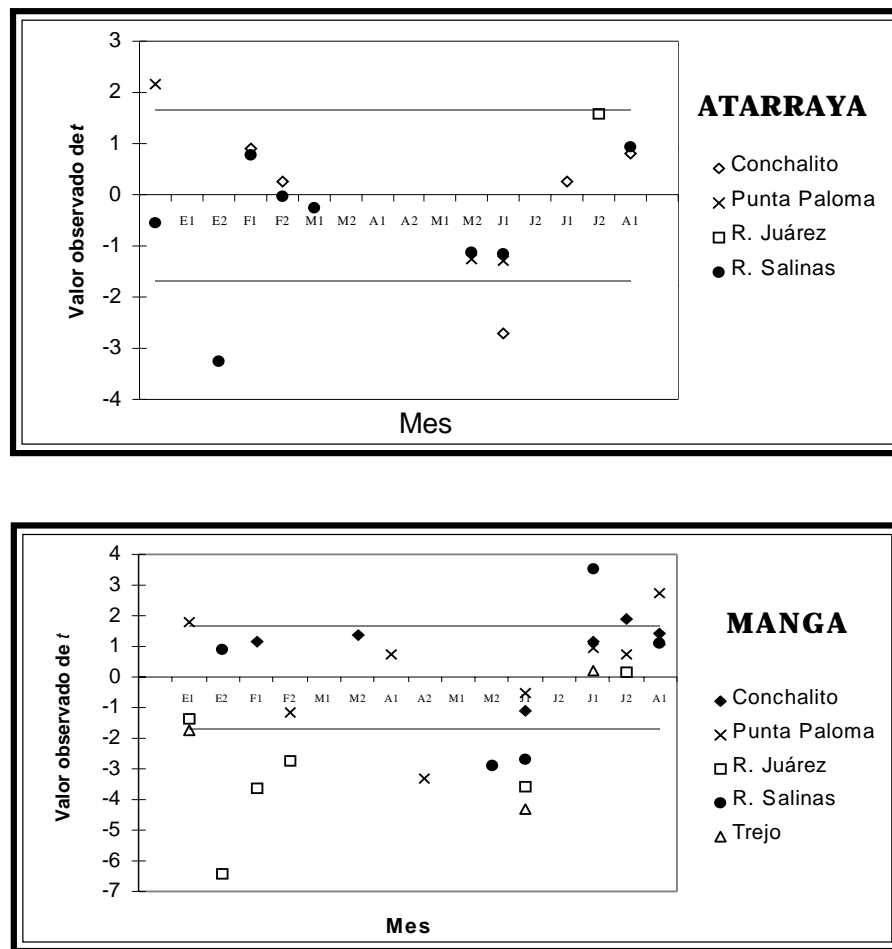 3
2
1
0
-1
-2
-3
-4
Valor observado de t
E1 E2 F1 F2 M1 M2 A1 A2 M1 M2 J1 J2 J1 J2 A1
Mes
ATARRAYA
Conchalito
Punta Paloma
R. Juárez
R. Salinas
4
3
2
1
0
-1
-2
-3
-4
-5
-6
-7
Valor observado de t
E1 E2 F1 F2 M1 M2 A1 A2 M1 M2 J1 J2 J1 J2 A1
Mes
MANGA
Conchalito
Punta Paloma
R. Juárez
R. Salinas
Trejo